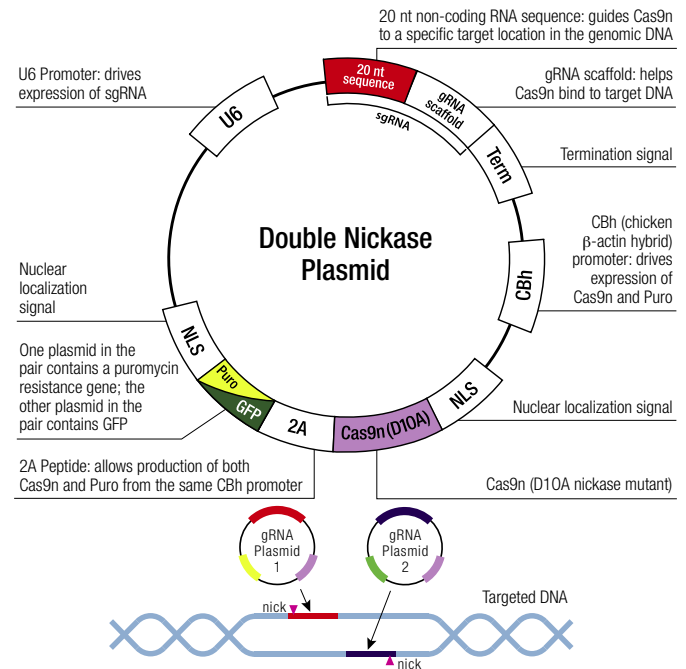 20 nt non-coding RNA sequence: guides Cas9n
to a specific target location in the genomic DNA
U6 Promoter: drives
expression of sgRNA
gRNA scaffold: helps
Cas9n bind to target DNA
20 nt
sequence
gRNA
scaffold
sgRNA
U6
Term
Termination signal
Double Nickase
Plasmid
CBh (chicken
β-actin hybrid)
promoter: drives
expression of
Cas9n and Puro
CBh
Nuclear
localization
signal
NLS
One plasmid in the
pair contains a puromycin
resistance gene; the
other plasmid in the
pair contains GFP
Puro
GFP
2A
Cas9n (D10A)
NLS
Nuclear localization signal
2A Peptide: allows production of both
Cas9n and Puro from the same CBh promoter
Cas9n (D10A nickase mutant)
gRNA
Plasmid
1
gRNA
Plasmid
2
Targeted DNA
nick
nick